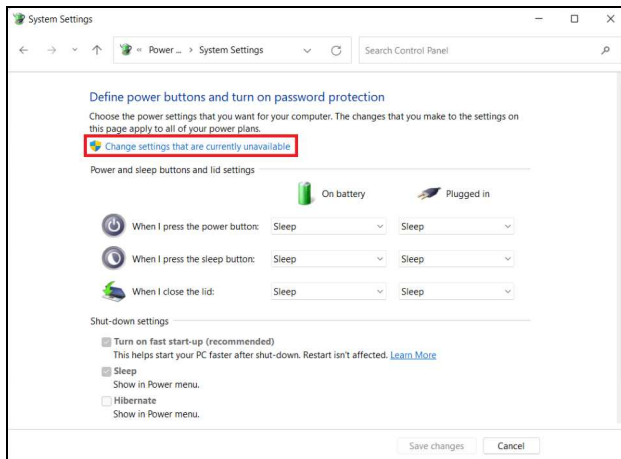 System Settings
« Power ... > System Settings
Search Control Panel
Define power buttons and turn on password protection
Choose the power settings that you want for your computer. The changes that you make to the settings on
this page apply to all of your power plans.
Change settings that are currently unavailable
Power and sleep buttons and lid settings
On battery Plugged in
When I press the power button: Sleep Sleep
When I press the sleep button: Sleep Sleep
When I close the lid: Sleep Sleep
Shut-down settings
Turn on fast start-up (recommended)
This helps start your PC faster after shut-down. Restart isn't affected. Learn More
Sleep
Show in Power menu.
Hibernate
Show in Power menu.
Save changes Cancel